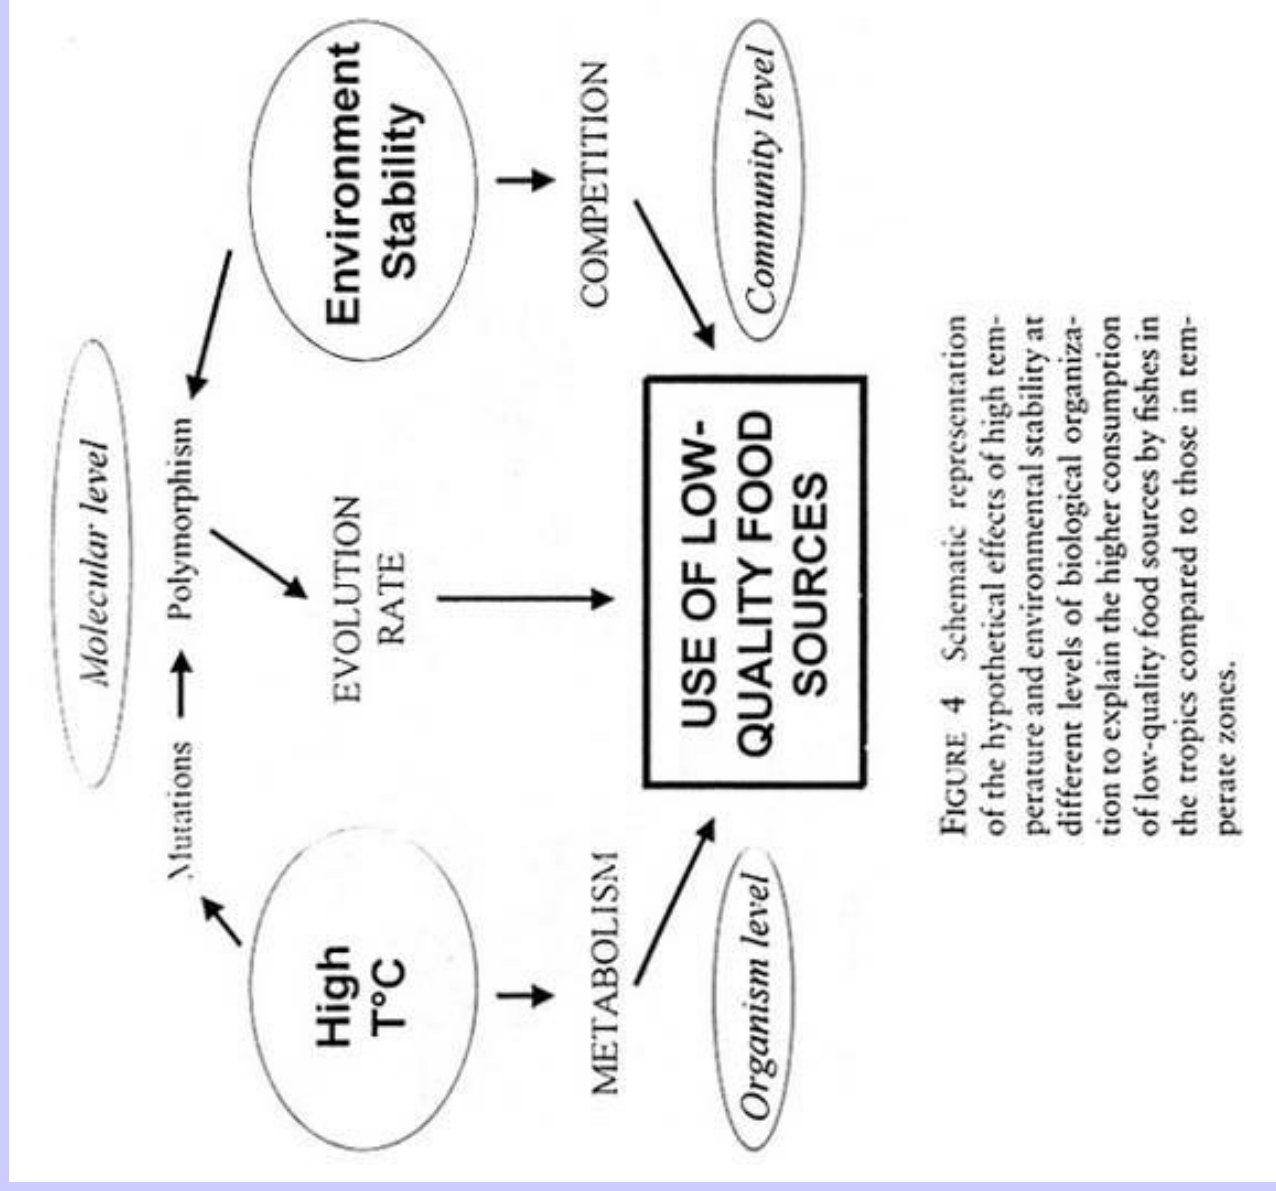 Molecular level
Mutations
Polymorphism
High
T°C
EVOLUTION
RATE
Environment
Stability
METABOLISM
COMPETITION
Organism level
USE OF LOW-
QUALITY FOOD
SOURCES
Community level
FIGURE 4 Schematic representation
of the hypothetical effects of high tem-
perature and environmental stability at
different levels of biological organiza-
tion to explain the higher consumption
of low-quality food sources by fishes in
the tropics compared to those in tem-
perate zones.